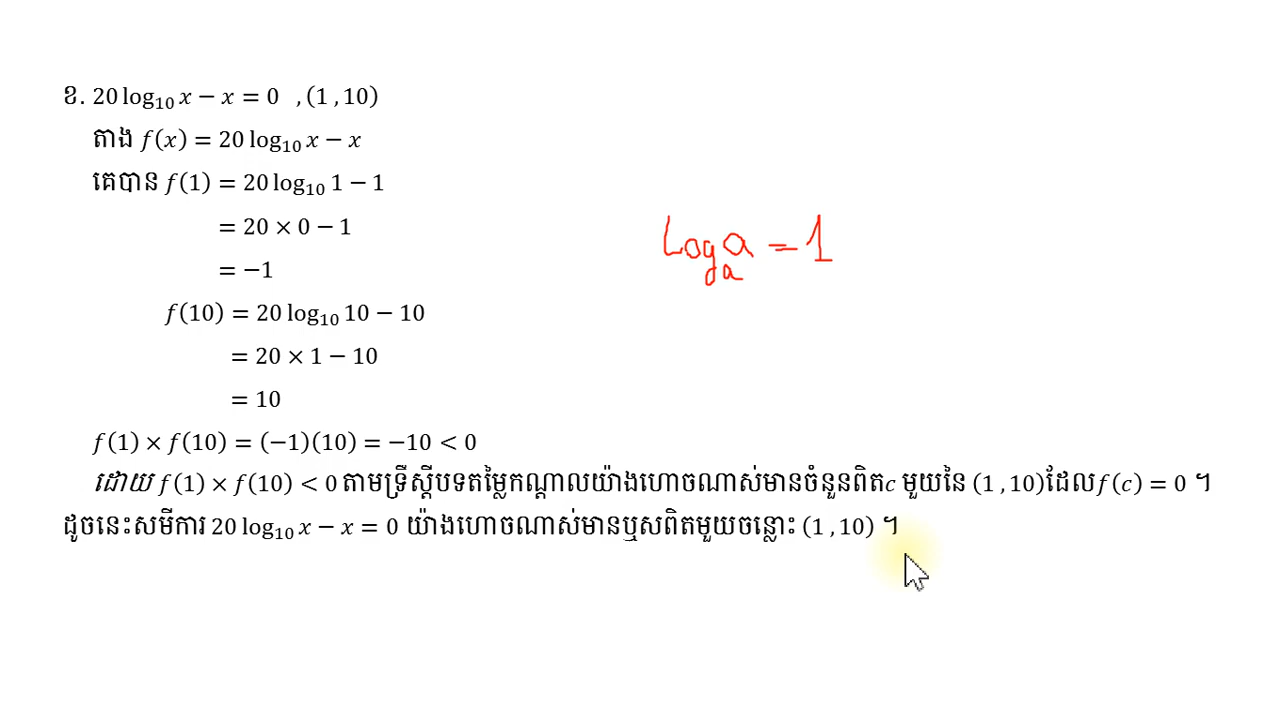 ខ. 20 log₁₀ x − x = 0 , (1 , 10)
តាង f(x) = 20 log₁₀ x − x
គេបាន f(1) = 20 log₁₀ 1 − 1
= 20 × 0 − 1
= −1
Logₐ a = 1
f(10) = 20 log₁₀ 10 − 10
= 20 × 1 − 10
= 10
f(1) × f(10) = (−1)(10) = −10 < 0
ដោយ f(1) × f(10) < 0 តាមទ្រឹស្តីបទតម្លៃកណ្តាលយ៉ាងហោចណាស់មានចំនួនពិតc មួយនៃ (1 , 10)ដែលf(c) = 0 ។
ដូចនេះសមីការ 20 log₁₀ x − x = 0 យ៉ាងហោចណាស់មានឬសពិតមួយចន្លោះ (1 , 10) ។